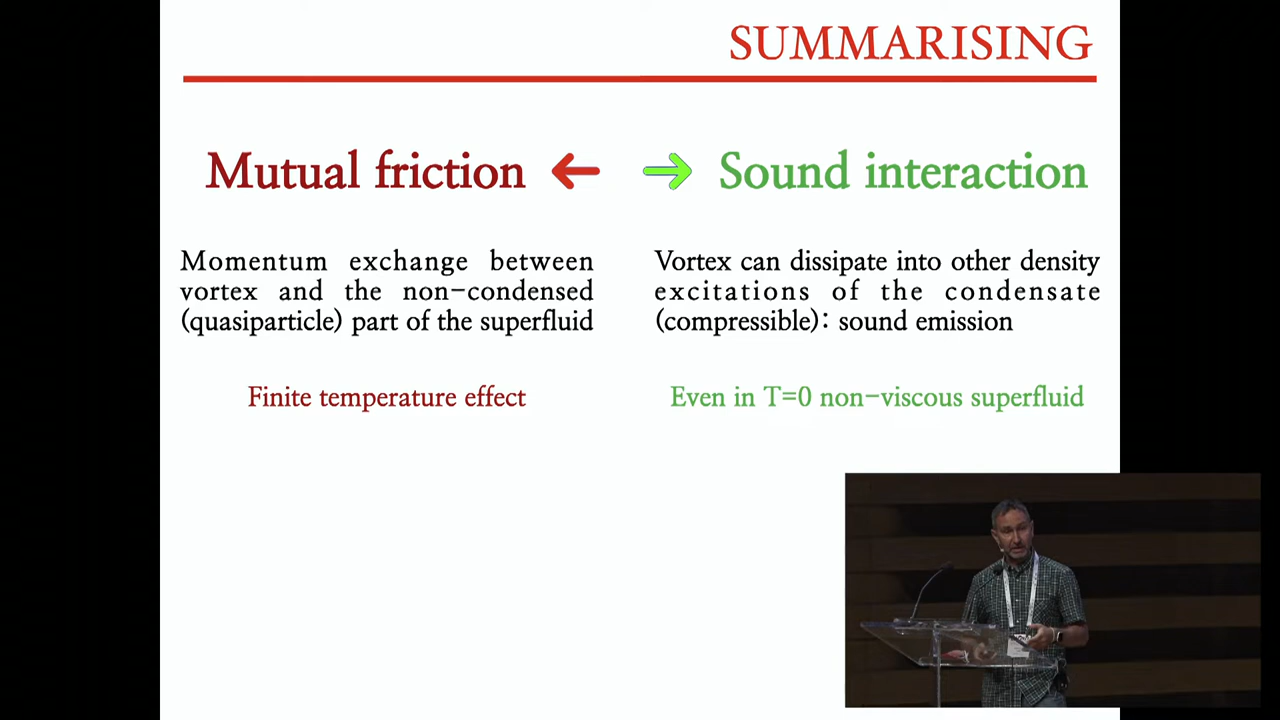 SUMMARISING
Mutual friction ← → Sound interaction
Momentum exchange between
vortex and the non-condensed
(quasiparticle) part of the superfluid
Finite temperature effect
Vortex can dissipate into other density
excitations of the condensate
(compressible): sound emission
Even in T=0 non-viscous superfluid